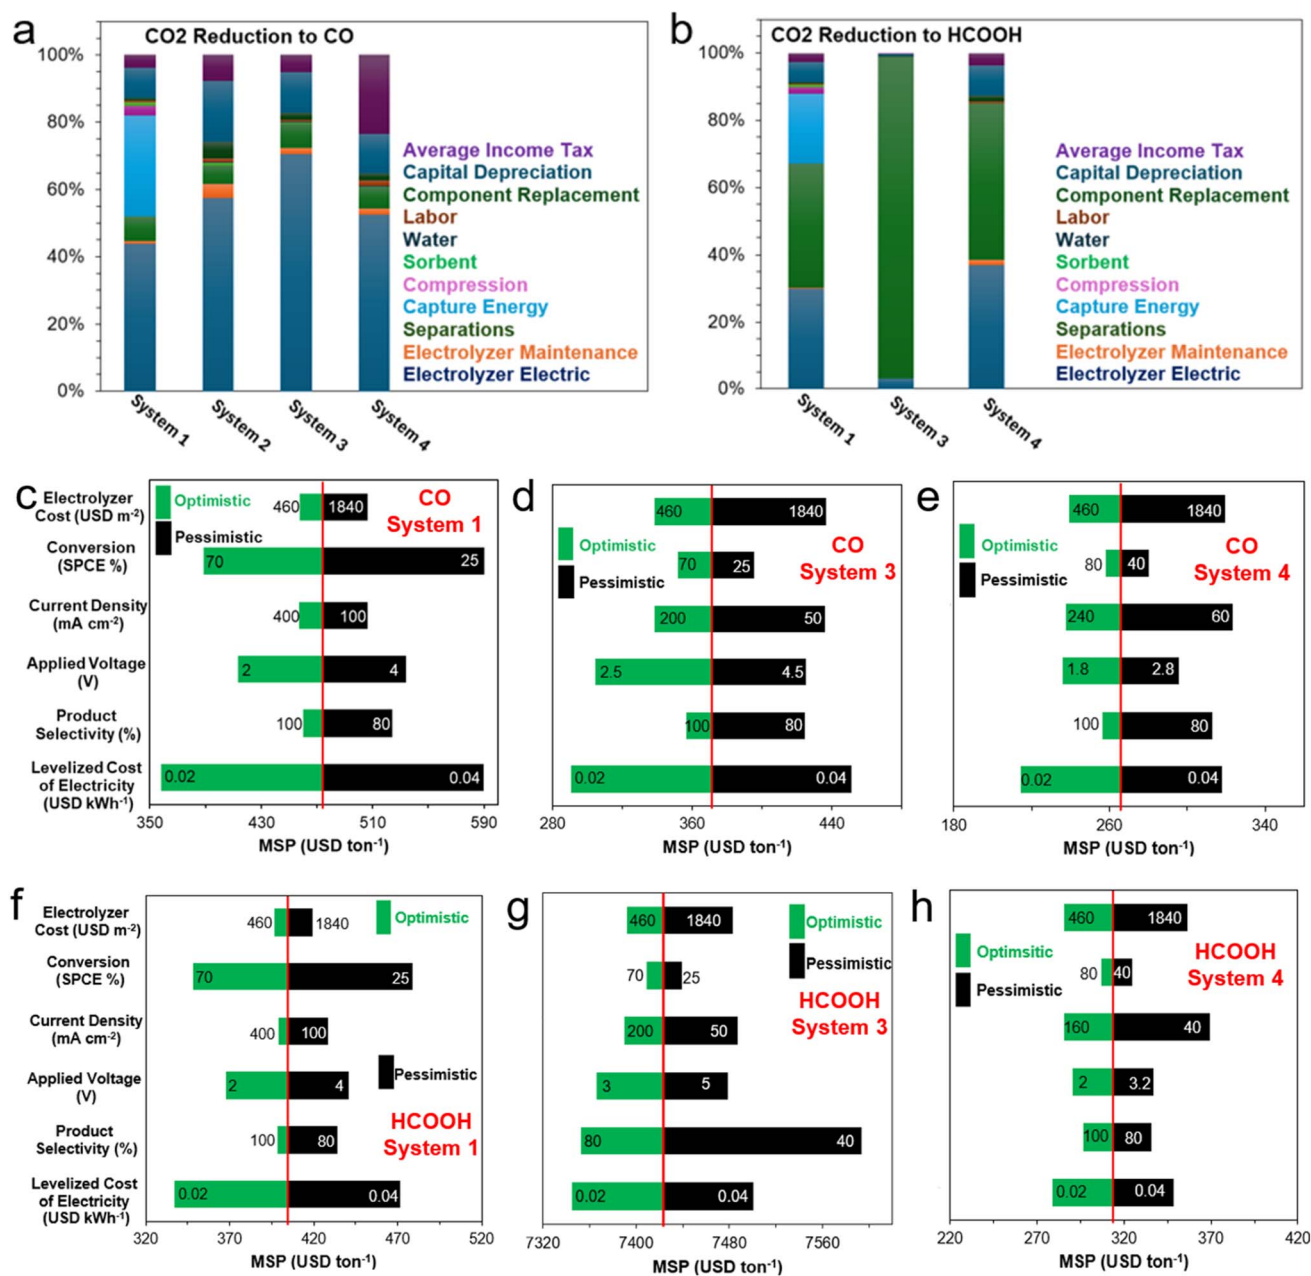 a
CO2 Reduction to CO
100%
80%
60%
40%
20%
0%
Average Income Tax
Capital Depreciation
Component Replacement
Labor
Water
Sorbent
Compression
Capture Energy
Separations
Electrolyzer Maintenance
Electrolyzer Electric
System 1
System 2
System 3
System 4
b
CO2 Reduction to HCOOH
100%
80%
60%
40%
20%
0%
Average Income Tax
Capital Depreciation
Component Replacement
Labor
Water
Sorbent
Compression
Capture Energy
Separations
Electrolyzer Maintenance
Electrolyzer Electric
System 1
System 3
System 4
c
Electrolyzer
Cost (USD m-2)
Conversion
(SPCE %)
Current Density
(mA cm-2)
Applied Voltage
(V)
Product
Selectivity (%)
Levelized Cost
of Electricity
(USD kWh-1)
Optimistic
Pessimistic
CO
System 1
460 1840
70 25
400 100
2 4
100 80
0.02 0.04
350 430 510 590
MSP (USD ton-1)
d
Optimistic
Pessimistic
CO
System 3
460 1840
70 25
200 50
2.5 4.5
100 80
0.02 0.04
280 360 440
MSP (USD ton-1)
e
Optimistic
Pessimistic
CO
System 4
460 1840
80 40
240 60
1.8 2.8
100 80
0.02 0.04
180 260 340
MSP (USD ton-1)
f
Electrolyzer
Cost (USD m-2)
Conversion
(SPCE %)
Current Density
(mA cm-2)
Applied Voltage
(V)
Product
Selectivity (%)
Levelized Cost
of Electricity
(USD kWh-1)
Optimistic
Pessimistic
HCOOH
System 1
460 1840
70 25
400 100
2 4
100 80
0.02 0.04
320 370 420 470 520
MSP (USD ton-1)
g
Optimistic
Pessimistic
HCOOH
System 3
460 1840
70 25
200 50
3 5
80 40
0.02 0.04
7320 7400 7480 7560
MSP (USD ton-1)
h
Optimsitic
Pessimistic
HCOOH
System 4
460 1840
80 40
160 40
2 3.2
100 80
0.02 0.04
220 270 320 370 420
MSP (USD ton-1)